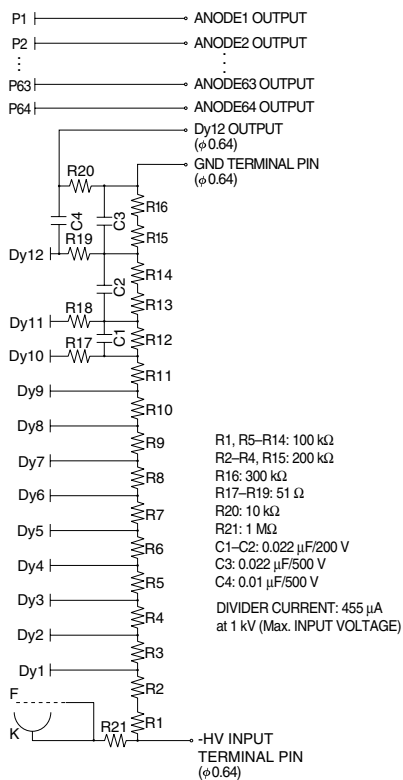 P1 ANODE1 OUTPUT
P2 ANODE2 OUTPUT
P63 ANODE63 OUTPUT
P64 ANODE64 OUTPUT
Dy12 OUTPUT
(φ0.64)
R20
GND TERMINAL PIN
(φ0.64)
R16
C4
C3
R15
R19
Dy12
R14
C2
R13
R18
Dy11
C1
R12
R17
Dy10
R11
Dy9
R10
Dy8
R9
Dy7
R8
Dy6
R7
Dy5
R6
Dy4
R5
Dy3
R4
Dy2
R3
Dy1
R2
R1, R5–R14: 100 kΩ
R2–R4, R15: 200 kΩ
R16: 300 kΩ
R17–R19: 51 Ω
R20: 10 kΩ
R21: 1 MΩ
C1–C2: 0.022 μF/200 V
C3: 0.022 μF/500 V
C4: 0.01 μF/500 V
DIVIDER CURRENT: 455 μA
at 1 kV (Max. INPUT VOLTAGE)
F
K
R21
R1
-HV INPUT
TERMINAL PIN
(φ0.64)